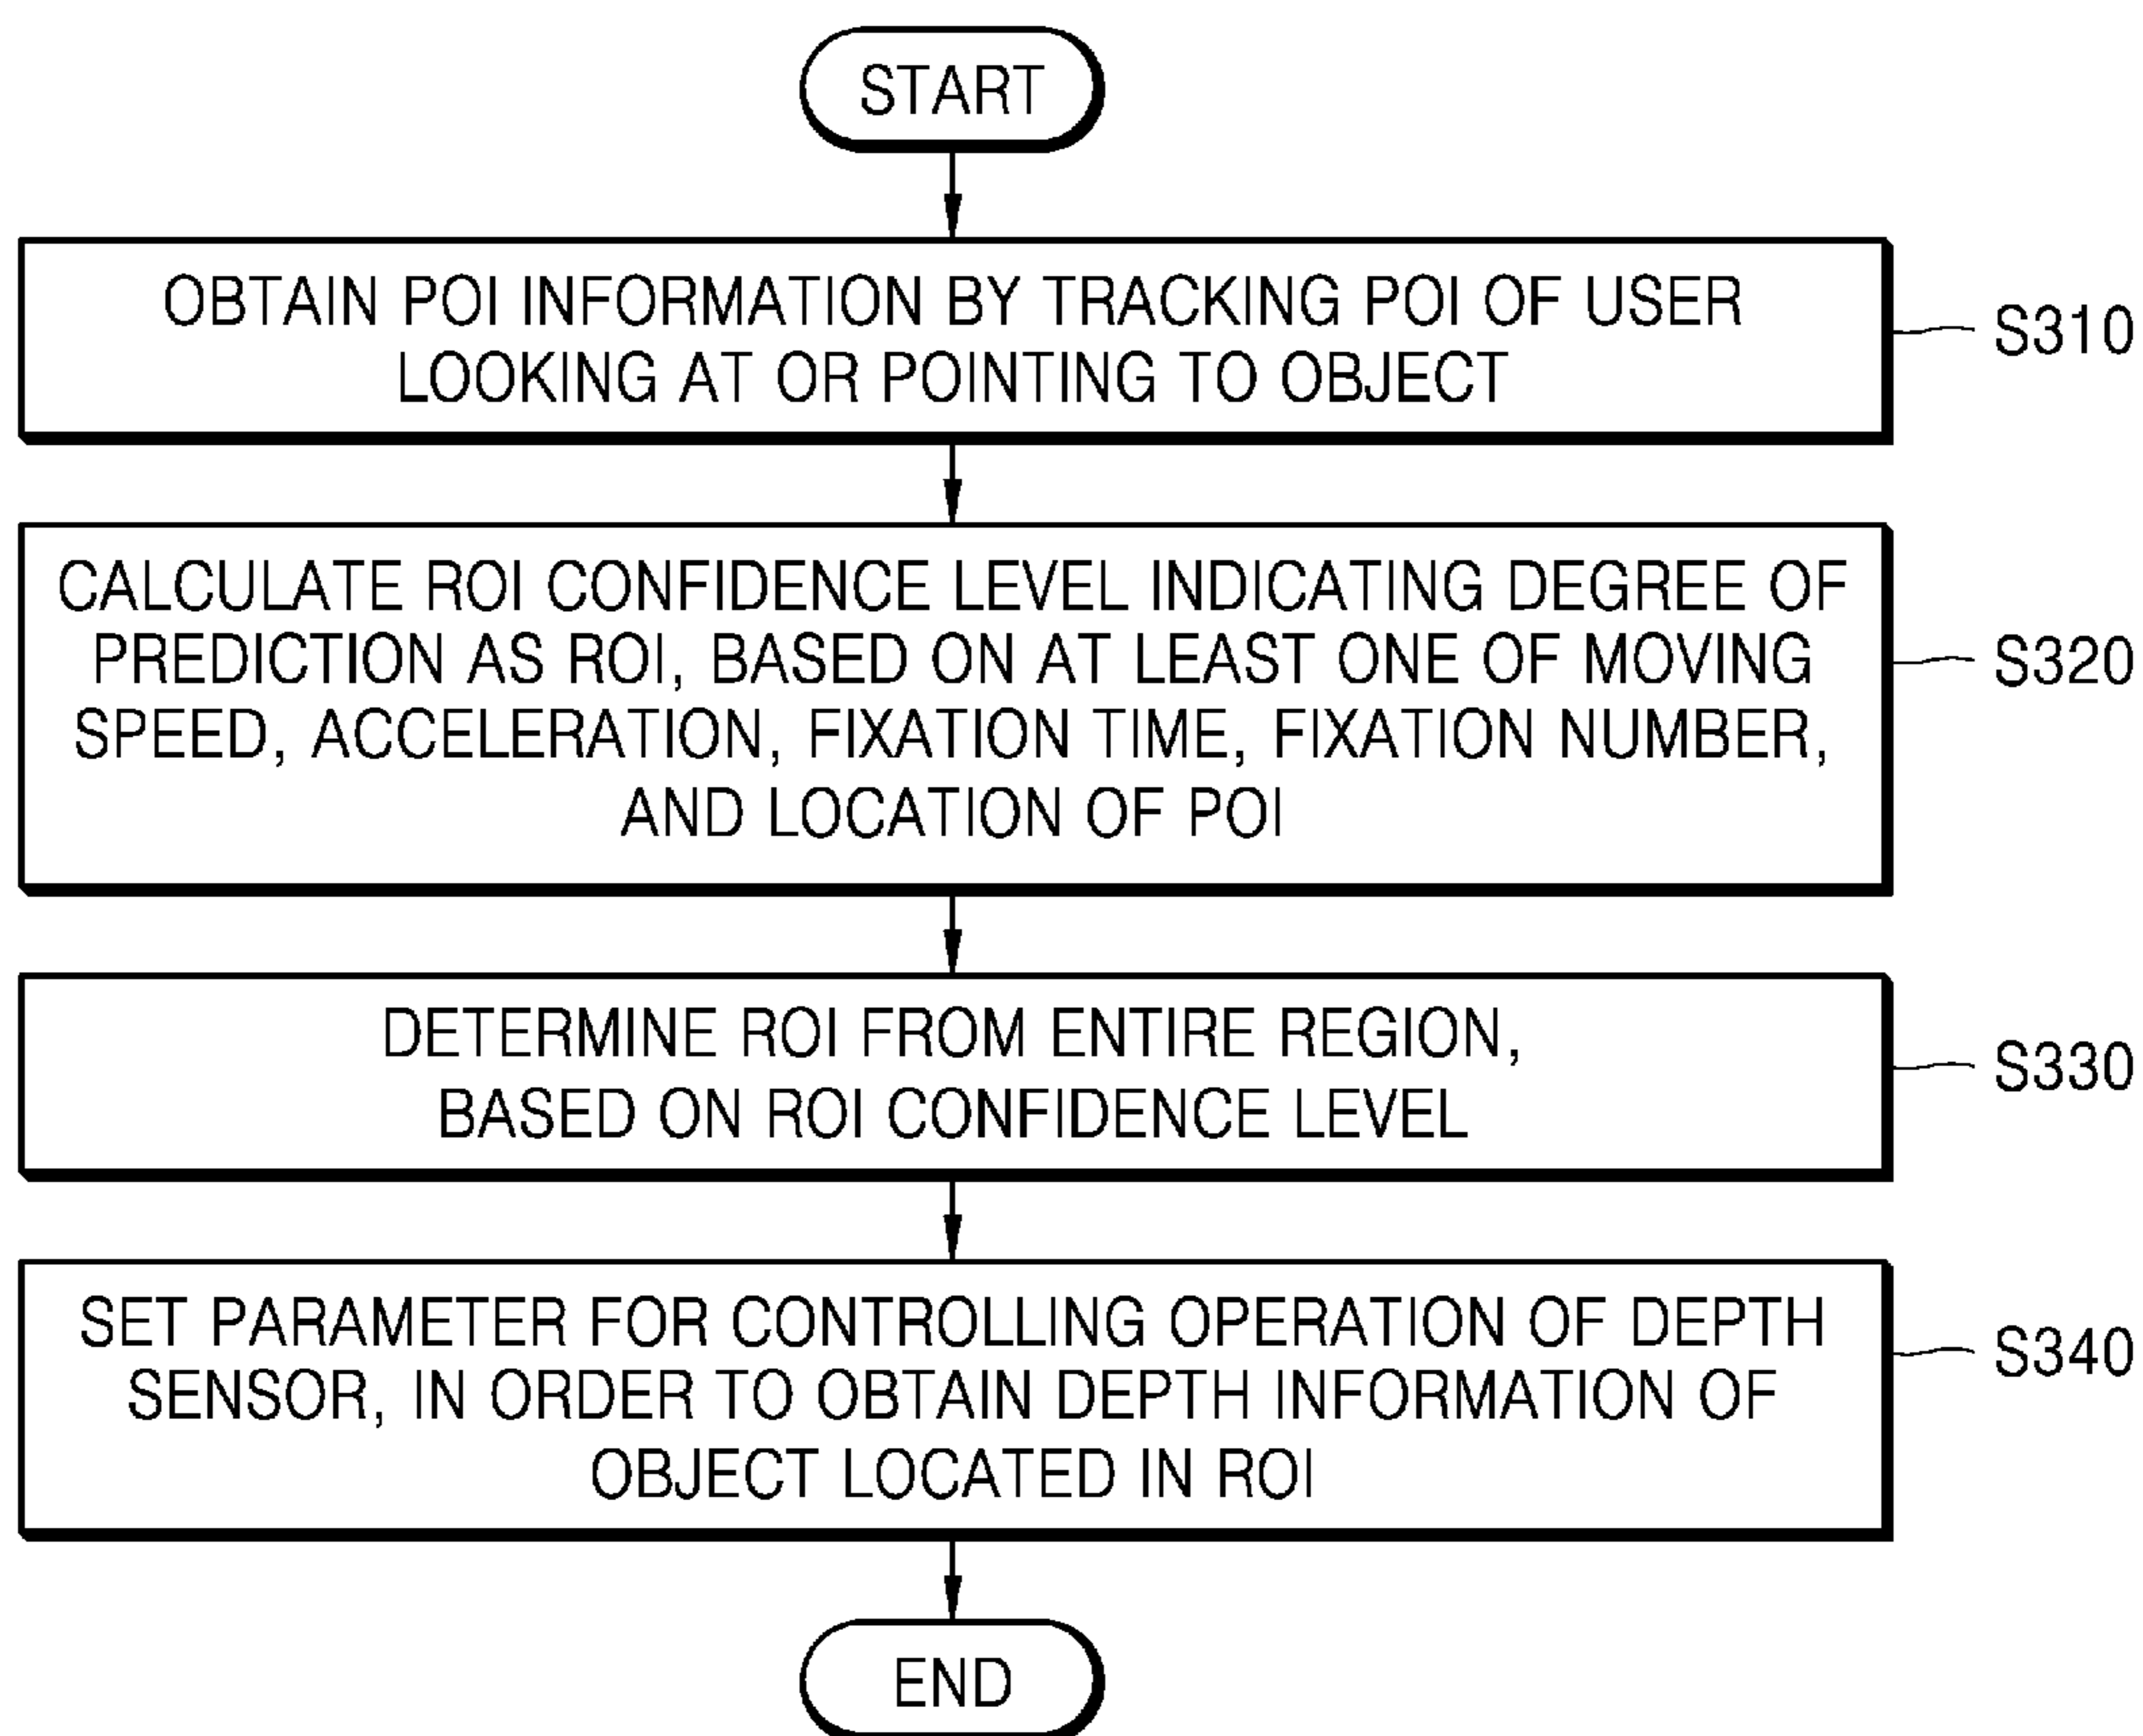 START
OBTAIN POI INFORMATION BY TRACKING POI OF USER
LOOKING AT OR POINTING TO OBJECT
S310
CALCULATE ROI CONFIDENCE LEVEL INDICATING DEGREE OF
PREDICTION AS ROI, BASED ON AT LEAST ONE OF MOVING
SPEED, ACCELERATION, FIXATION TIME, FIXATION NUMBER,
AND LOCATION OF POI
S320
DETERMINE ROI FROM ENTIRE REGION,
BASED ON ROI CONFIDENCE LEVEL
S330
SET PARAMETER FOR CONTROLLING OPERATION OF DEPTH
SENSOR, IN ORDER TO OBTAIN DEPTH INFORMATION OF
OBJECT LOCATED IN ROI
S340
END